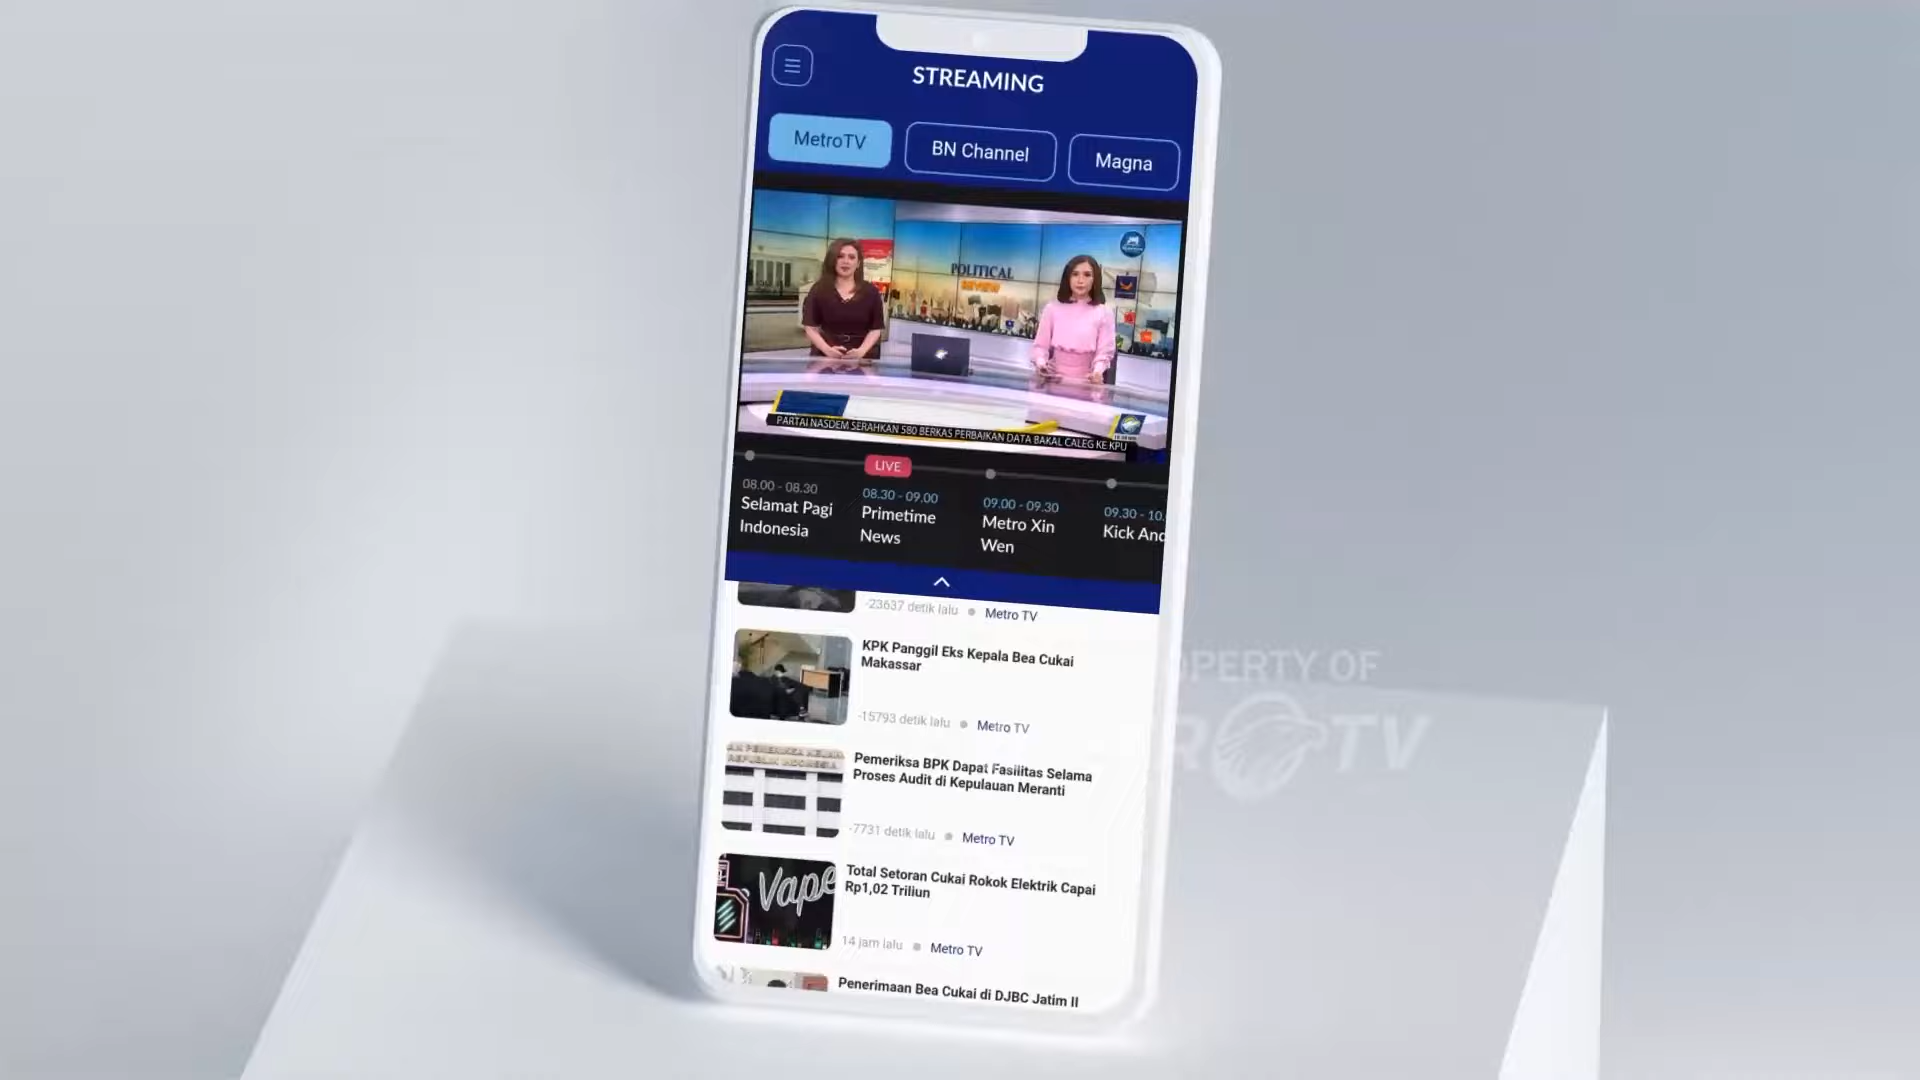 STREAMING
MetroTV
BN Channel
Magna
POLITICAL
REVIEW
PARTAI NASDEM SERAHKAN 580 BERKAS PERBAIKAN DATA BAKAL CALEG KE KPU
LIVE
08.00 - 08.30
Selamat Pagi
Indonesia
08.30 - 09.00
Primetime
News
09.00 - 09.30
Metro Xin
Wen
09.30 - 10.
Kick And
-23637 detik lalu
Metro TV
KPK Panggil Eks Kepala Bea Cukai
Makassar
-15793 detik lalu
Metro TV
REPUBLIK INDONESIA
Pemeriksa BPK Dapat Fasilitas Selama
Proses Audit di Kepulauan Meranti
-7731 detik lalu
Metro TV
Vape
Total Setoran Cukai Rokok Elektrik Capai
Rp1,02 Triliun
14 jam lalu
Metro TV
Penerimaan Bea Cukai di DJBC Jatim II
OPERTY OF
R TV